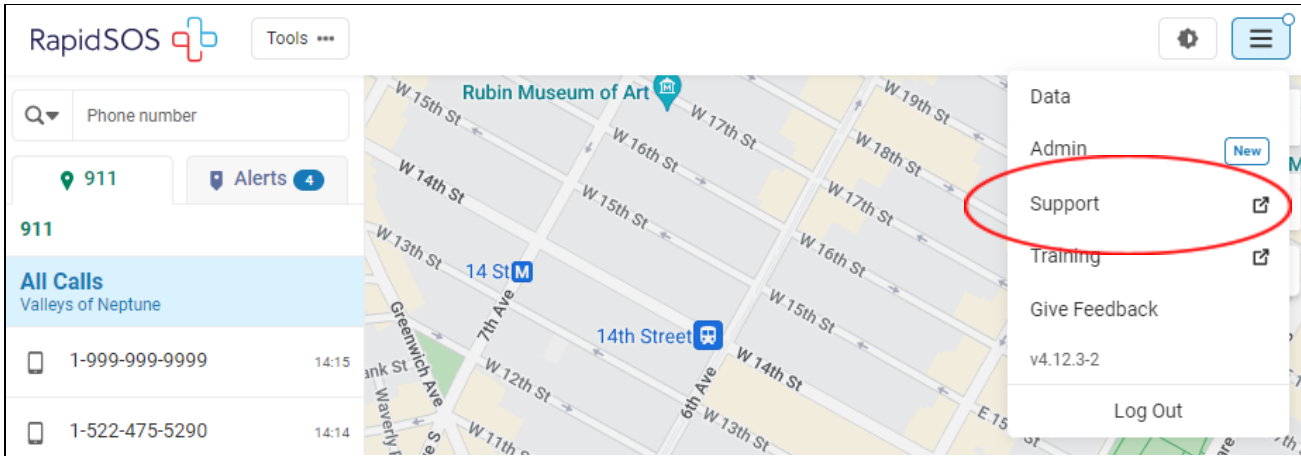 RapidSOS
Tools •••
Phone number
911
Alerts 4
911
All Calls
Valleys of Neptune
1-999-999-9999 14:15
1-522-475-5290 14:14
Rubin Museum of Art
W 15th St
W 17th St
W 19th St
W 16th St
W 18th St
W 14th St
W 15th St
W 17th St
W 13th St
W 16th St
14 St M
Greenwich Ave
7th Ave
W 15th St
14th Street
ank St
W 12th St
W 14th St
6th Ave
Waverly
W 13th St
E 15
W 11th
Data
Admin New
Support
Training
Give Feedback
v4.12.3-2
Log Out